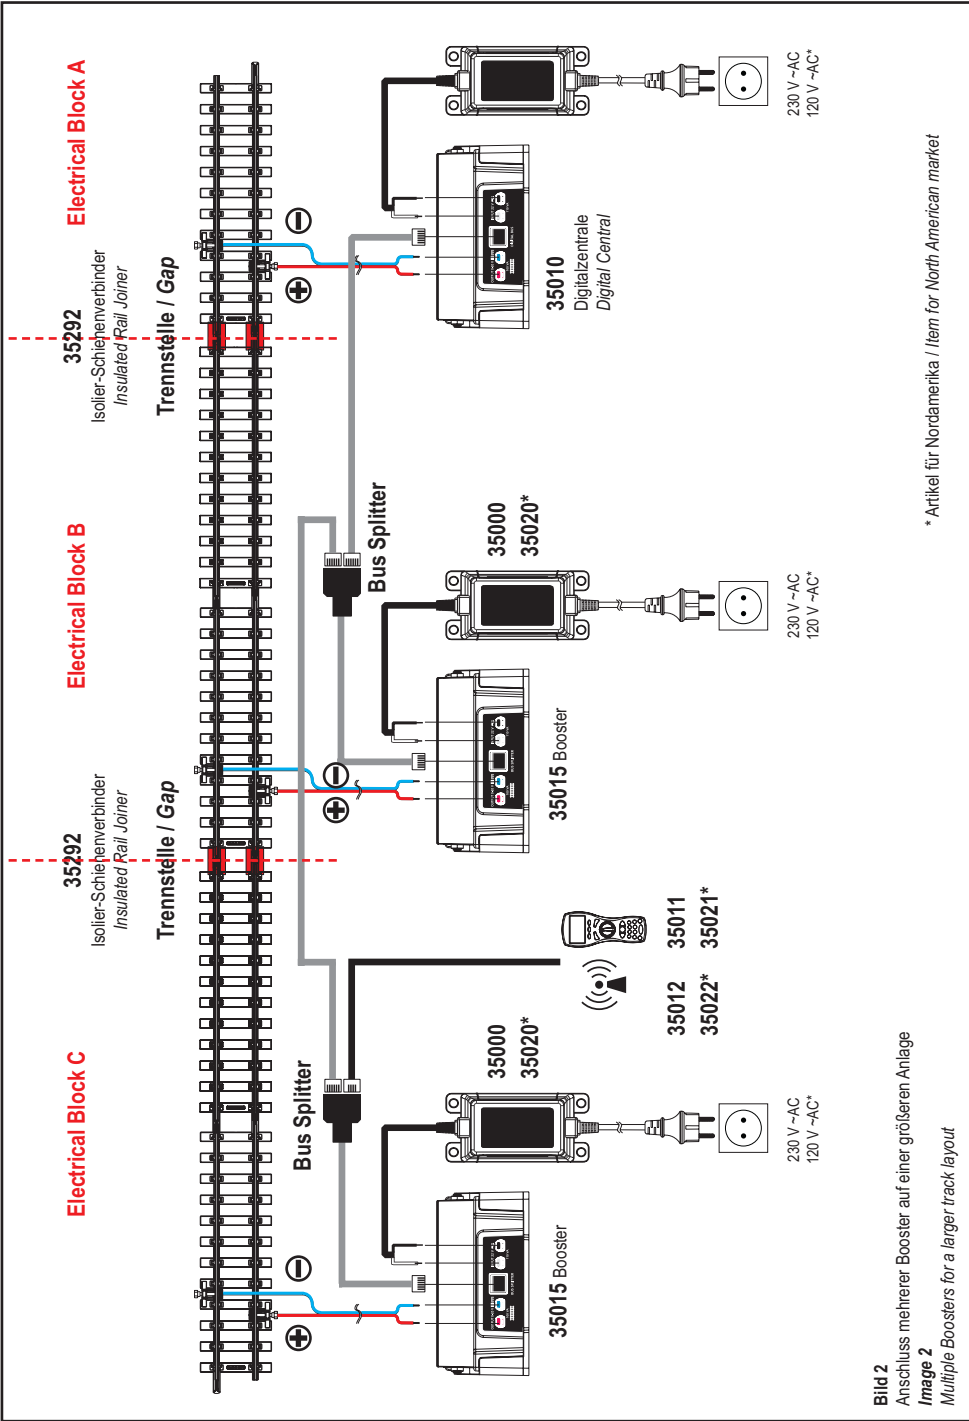 Electrical Block C
Electrical Block B
Electrical Block A
35292
Isolier-Schienenverbinder
Insulated Rail Joiner
Trennstelle / Gap
35292
Isolier-Schienenverbinder
Insulated Rail Joiner
Trennstelle / Gap
Bus Splitter
Bus Splitter
35015 Booster
35000
35020*
230 V ~AC
120 V ~AC*
35012
35022*
35011
35021*
35015 Booster
35000
35020*
230 V ~AC
120 V ~AC*
35010
Digitalzentrale
Digital Central
230 V ~AC
120 V ~AC*
Bild 2
Anschluss mehrerer Booster auf einer größeren Anlage
Image 2
Multiple Boosters for a larger track layout
* Artikel für Nordamerika / Item for North American market